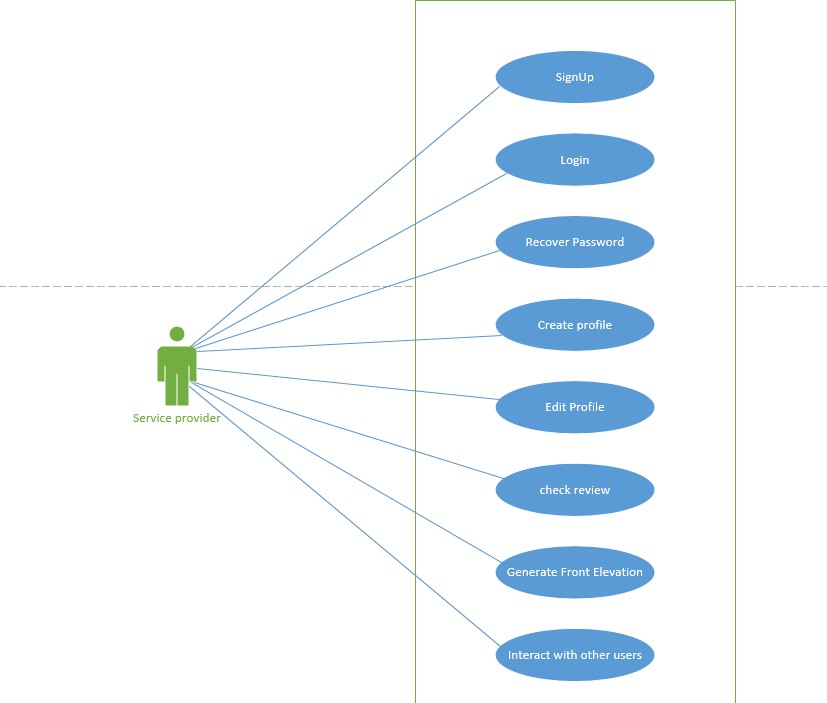 SignUp
Login
Recover Password
Create profile
Service provider
Edit Profile
check review
Generate Front Elevation
Interact with other users